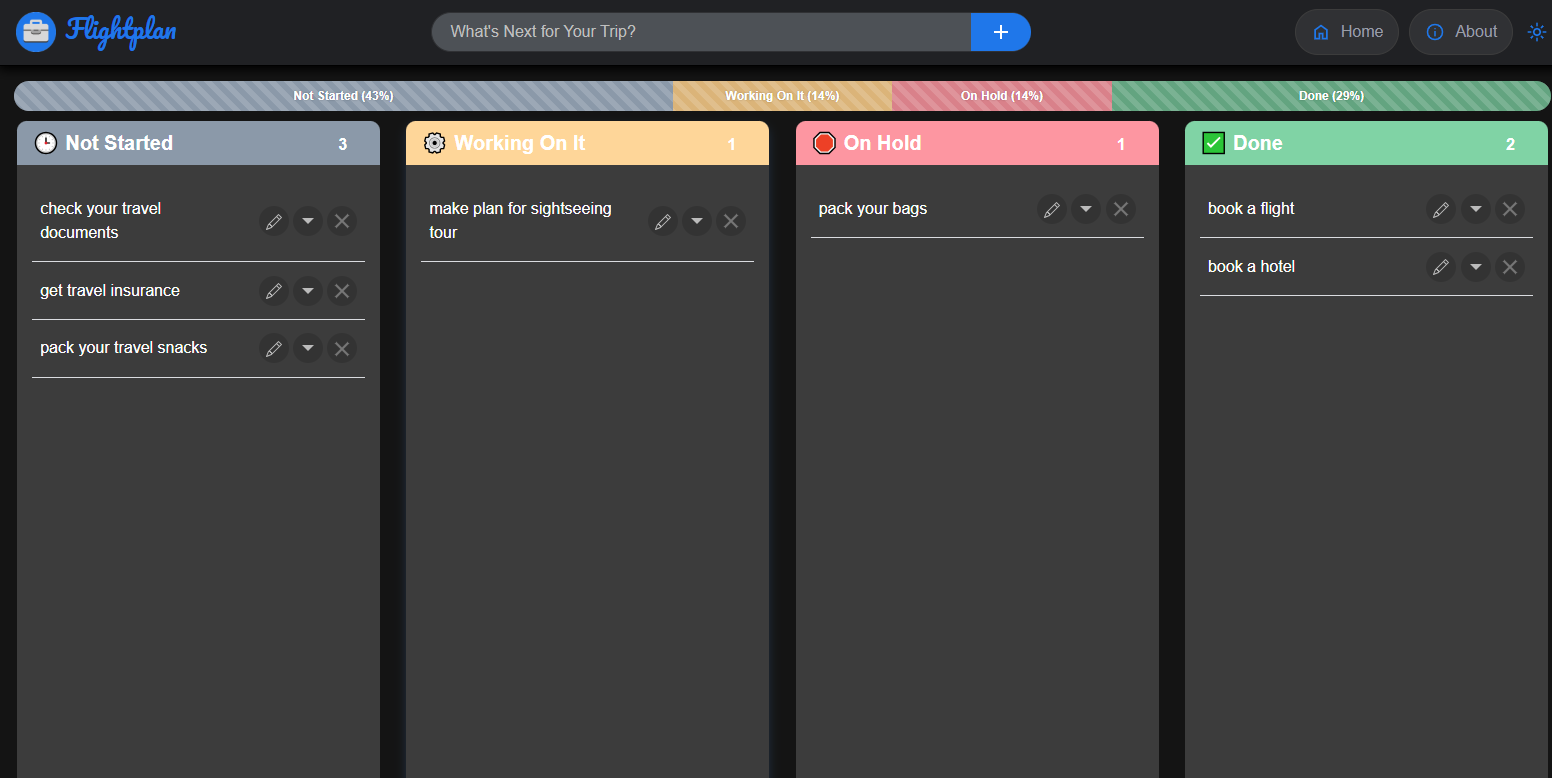 Flightplan
What's Next for Your Trip?
Home
About
Not Started (43%)
Working On It (14%)
On Hold (14%)
Done (29%)
Not Started
3
check your travel
documents
get travel insurance
pack your travel snacks
Working On It
1
make plan for sightseeing
tour
On Hold
1
pack your bags
Done
2
book a flight
book a hotel